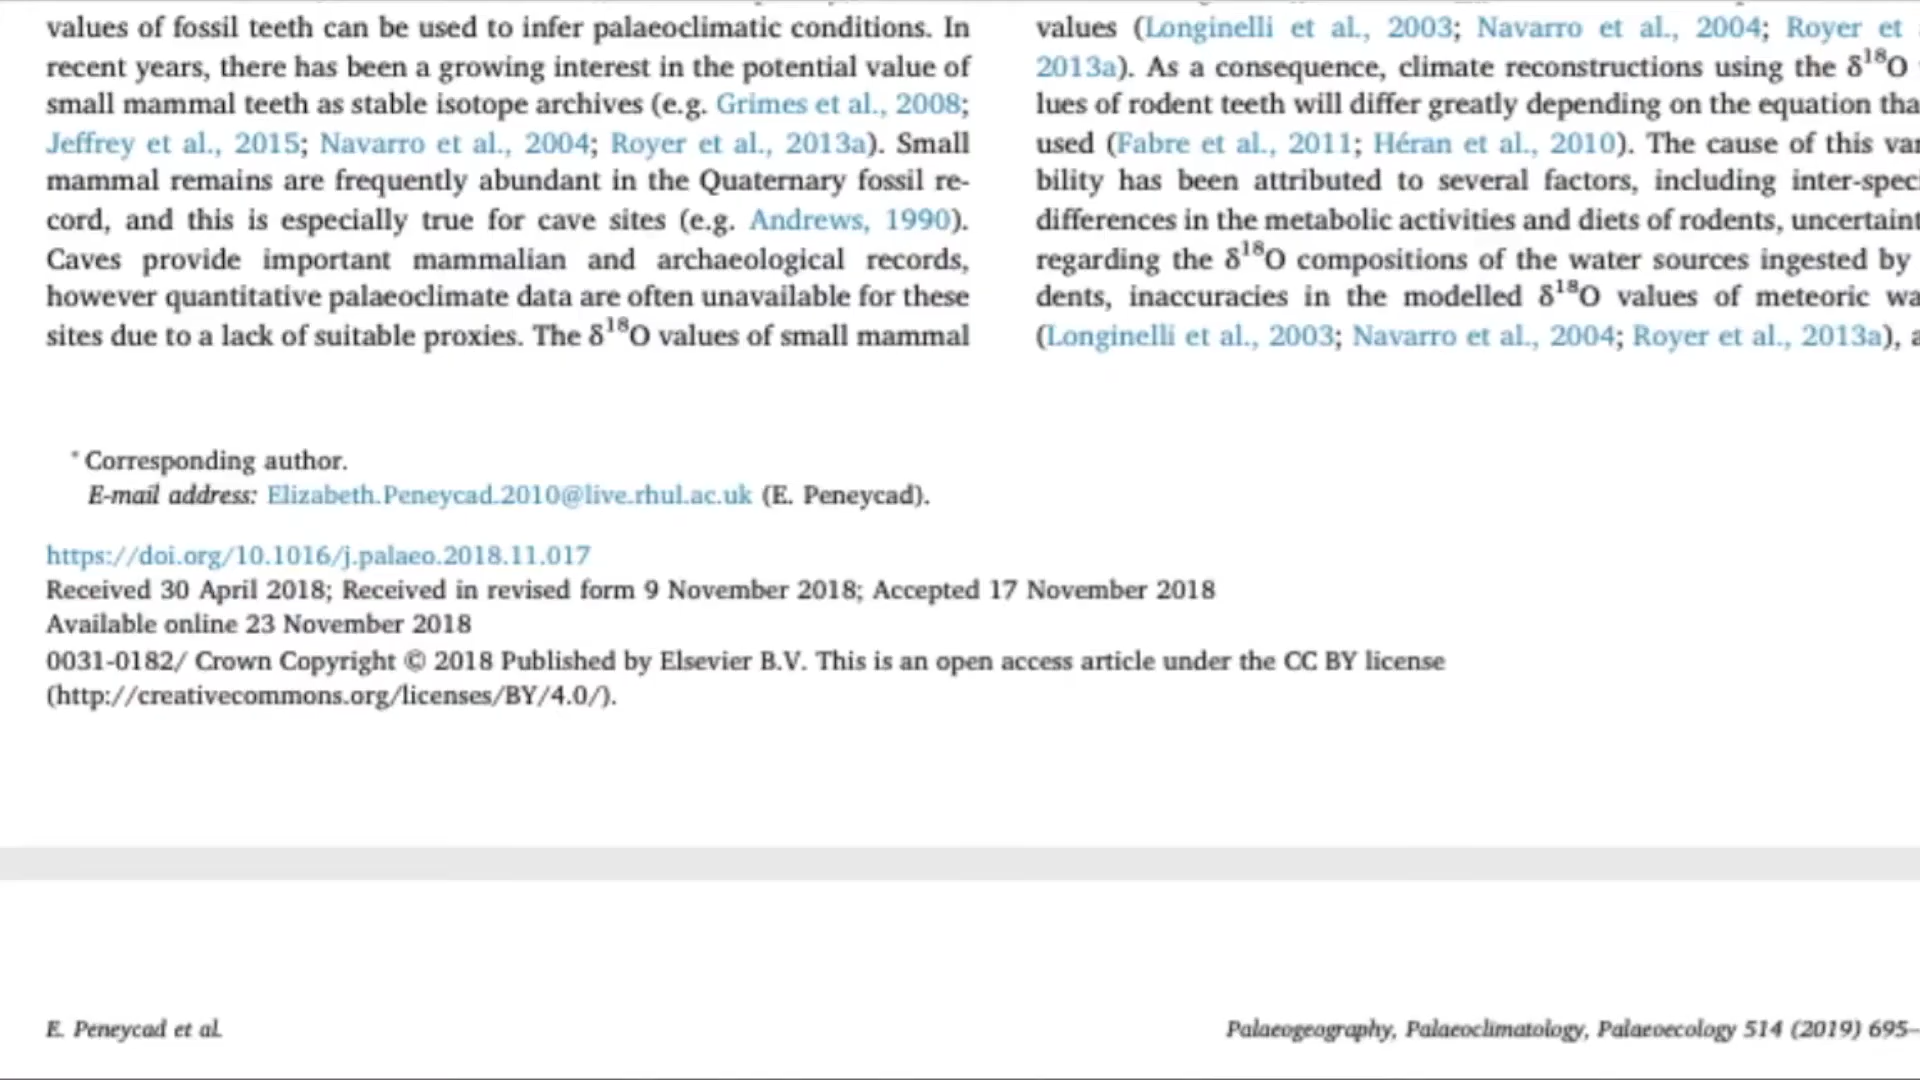 values of fossil teeth can be used to infer palaeoclimatic conditions. In
recent years, there has been a growing interest in the potential value of
small mammal teeth as stable isotope archives (e.g. Grimes et al., 2008;
Jeffrey et al., 2015; Navarro et al., 2004; Royer et al., 2013a). Small
mammal remains are frequently abundant in the Quaternary fossil re-
cord, and this is especially true for cave sites (e.g. Andrews, 1990).
Caves provide important mammalian and archaeological records,
however quantitative palaeoclimate data are often unavailable for these
sites due to a lack of suitable proxies. The δ¹⁸O values of small mammal
values (Longinelli et al., 2003; Navarro et al., 2004; Royer et
2013a). As a consequence, climate reconstructions using the δ¹⁸O
lues of rodent teeth will differ greatly depending on the equation tha
used (Fabre et al., 2011; Héran et al., 2010). The cause of this var
bility has been attributed to several factors, including inter-speci
differences in the metabolic activities and diets of rodents, uncertaint
regarding the δ¹⁸O compositions of the water sources ingested by
dents, inaccuracies in the modelled δ¹⁸O values of meteoric wa
(Longinelli et al., 2003; Navarro et al., 2004; Royer et al., 2013a), a
* Corresponding author.
E-mail address: Elizabeth.Peneycad.2010@live.rhul.ac.uk (E. Peneycad).
https://doi.org/10.1016/j.palaeo.2018.11.017
Received 30 April 2018; Received in revised form 9 November 2018; Accepted 17 November 2018
Available online 23 November 2018
0031-0182/ Crown Copyright © 2018 Published by Elsevier B.V. This is an open access article under the CC BY license
(http://creativecommons.org/licenses/BY/4.0/).
E. Peneycad et al.
Palaeogeography, Palaeoclimatology, Palaeoecology 514 (2019) 695–